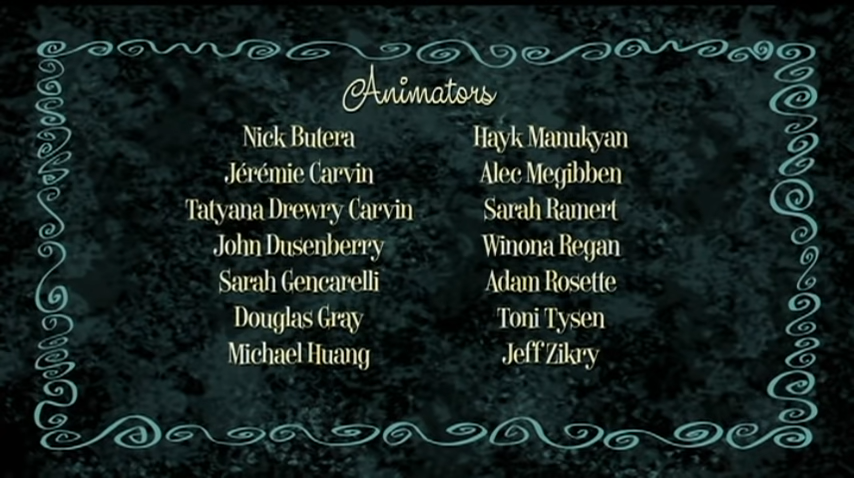 Animators
Nick Butera
Jérémie Carvin
Tatyana Drewry Carvin
John Dusenberry
Sarah Gencarelli
Douglas Gray
Michael Huang
Hayk Manukyan
Alec Megibben
Sarah Ramert
Winona Regan
Adam Rosette
Toni Tysen
Jeff Zikry